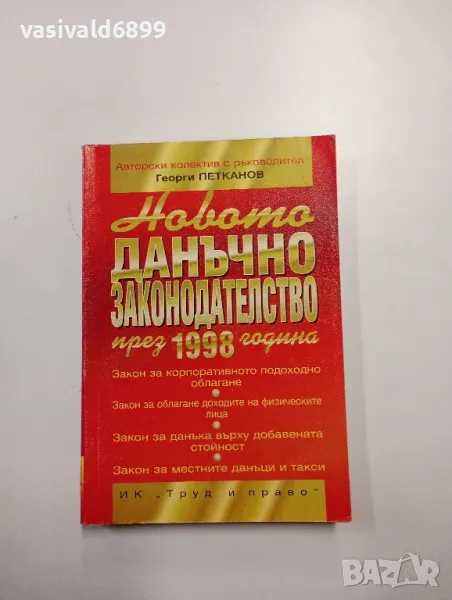 vasivald6899
Авторски колектив с ръководител
Георги ПЕТКАНОВ
Новото
ДАНЪЧНО
ЗАКОНОДАТЕЛСТВО
през 1998 година
Закон за корпоративното подоходно
облагане
Закон за облагане доходите на физическите
лица
Закон за данъка върху добавената
стойност
Закон за местните данъци и такси
ИК „Труд и право"
BAZAR